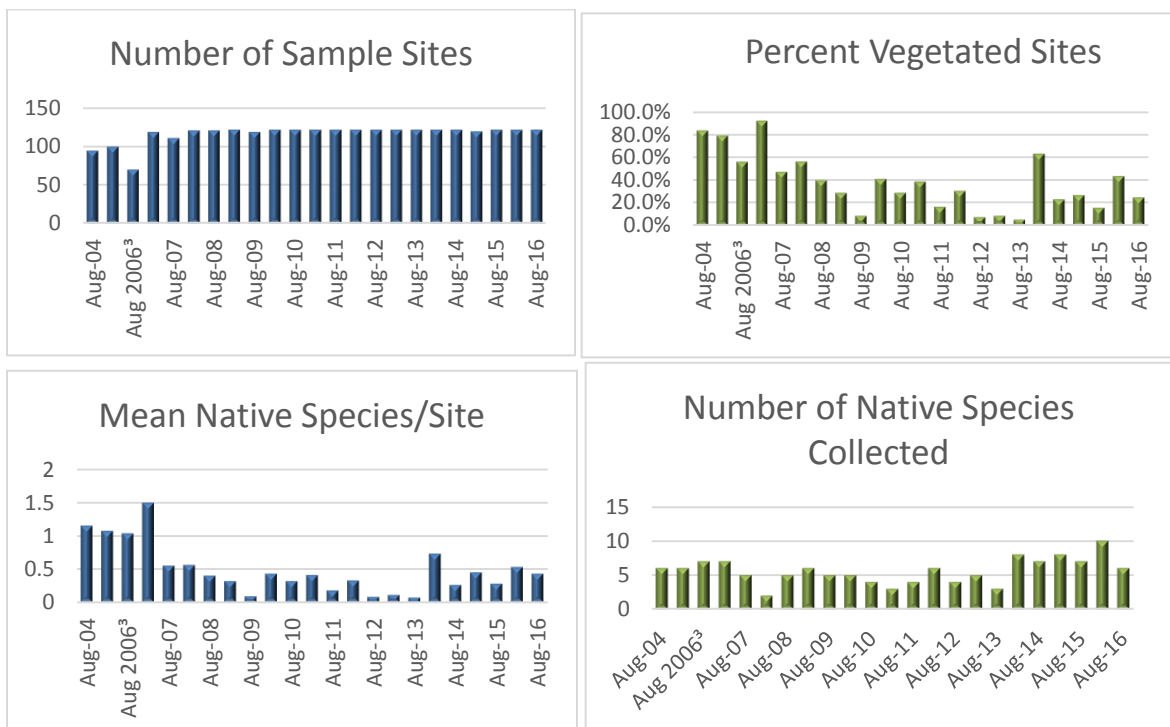 Number of Sample Sites
150
100
50
0
Aug-04
Aug 2006³
Aug-07
Aug-08
Aug-09
Aug-10
Aug-11
Aug-12
Aug-13
Aug-14
Aug-15
Aug-16
Percent Vegetated Sites
100.0%
80.0%
60.0%
40.0%
20.0%
0.0%
Aug-04
Aug 2006³
Aug-07
Aug-08
Aug-09
Aug-10
Aug-11
Aug-12
Aug-13
Aug-14
Aug-15
Aug-16
Mean Native Species/Site
2
1.5
1
0.5
0
Aug-04
Aug 2006³
Aug-07
Aug-08
Aug-09
Aug-10
Aug-11
Aug-12
Aug-13
Aug-14
Aug-15
Aug-16
Number of Native Species
Collected
15
10
5
0
Aug-04
Aug 2006³
Aug-07
Aug-08
Aug-09
Aug-10
Aug-11
Aug-12
Aug-13
Aug-14
Aug-15
Aug-16